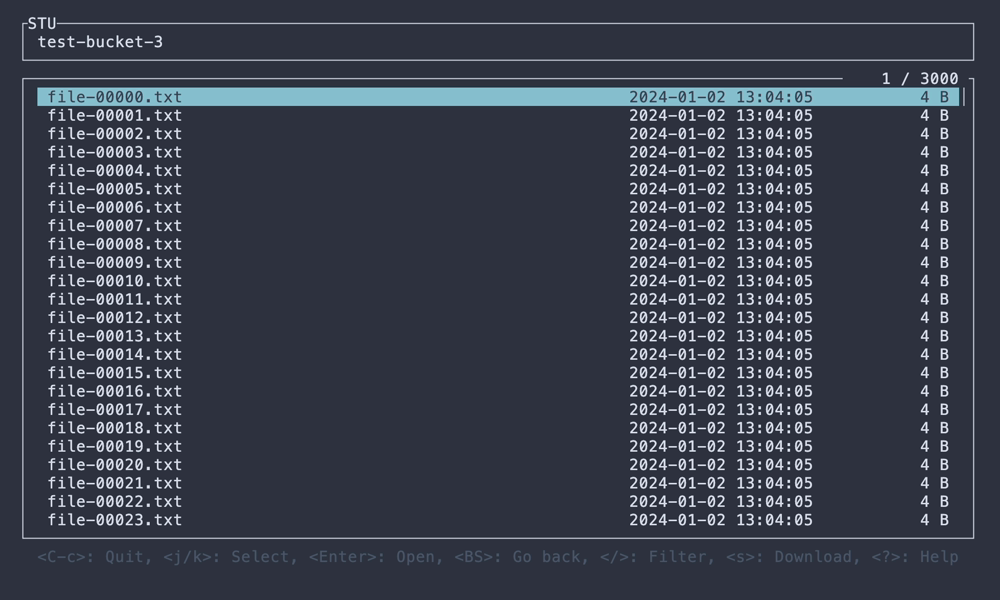 STU
test-bucket-3
1 / 3000
file-00000.txt 2024-01-02 13:04:05 4 B
file-00001.txt 2024-01-02 13:04:05 4 B
file-00002.txt 2024-01-02 13:04:05 4 B
file-00003.txt 2024-01-02 13:04:05 4 B
file-00004.txt 2024-01-02 13:04:05 4 B
file-00005.txt 2024-01-02 13:04:05 4 B
file-00006.txt 2024-01-02 13:04:05 4 B
file-00007.txt 2024-01-02 13:04:05 4 B
file-00008.txt 2024-01-02 13:04:05 4 B
file-00009.txt 2024-01-02 13:04:05 4 B
file-00010.txt 2024-01-02 13:04:05 4 B
file-00011.txt 2024-01-02 13:04:05 4 B
file-00012.txt 2024-01-02 13:04:05 4 B
file-00013.txt 2024-01-02 13:04:05 4 B
file-00014.txt 2024-01-02 13:04:05 4 B
file-00015.txt 2024-01-02 13:04:05 4 B
file-00016.txt 2024-01-02 13:04:05 4 B
file-00017.txt 2024-01-02 13:04:05 4 B
file-00018.txt 2024-01-02 13:04:05 4 B
file-00019.txt 2024-01-02 13:04:05 4 B
file-00020.txt 2024-01-02 13:04:05 4 B
file-00021.txt 2024-01-02 13:04:05 4 B
file-00022.txt 2024-01-02 13:04:05 4 B
file-00023.txt 2024-01-02 13:04:05 4 B
<C-c>: Quit, <j/k>: Select, <Enter>: Open, <BS>: Go back, </>: Filter, <s>: Download, <?>: Help